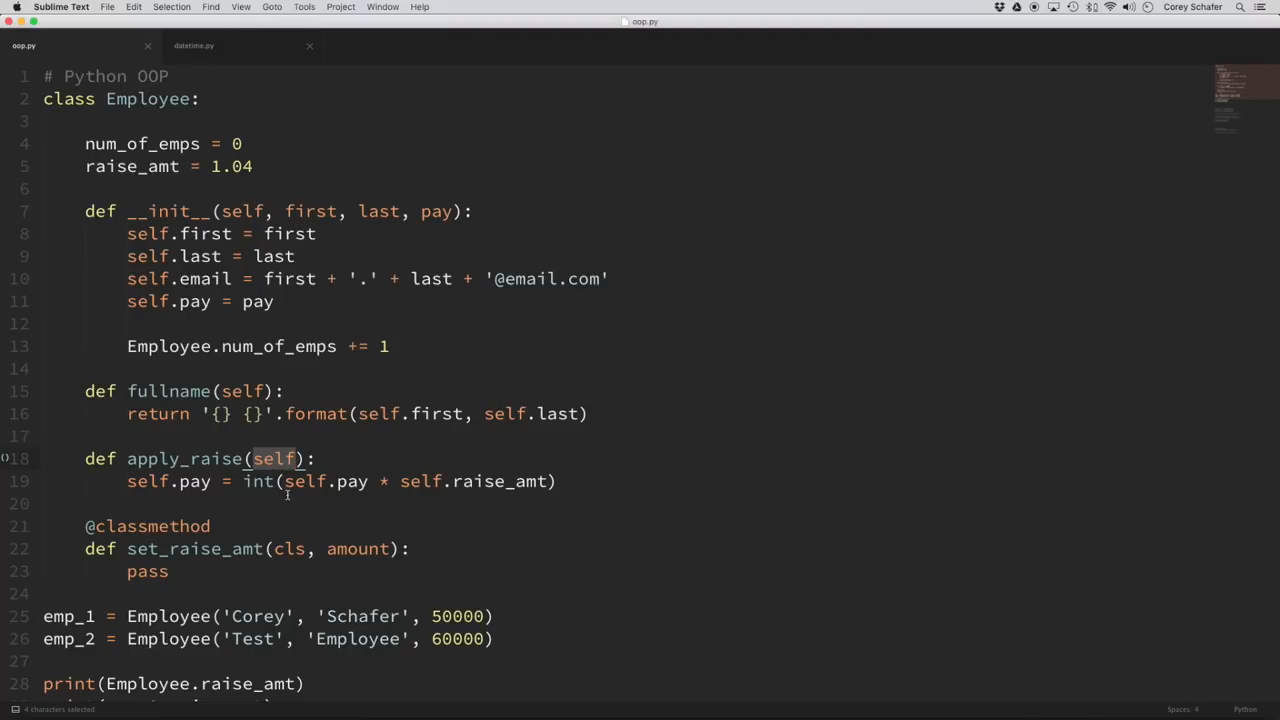 Sublime Text File Edit Selection Find View Goto Tools Project Window Help Corey Schafer
oop.py
oop.py datetime.py
1 # Python OOP
2 class Employee:
3
4 num_of_emps = 0
5 raise_amt = 1.04
6
7 def __init__(self, first, last, pay):
8 self.first = first
9 self.last = last
10 self.email = first + '.' + last + '@email.com'
11 self.pay = pay
12
13 Employee.num_of_emps += 1
14
15 def fullname(self):
16 return '{} {}'.format(self.first, self.last)
17
18 def apply_raise(self):
19 self.pay = int(self.pay * self.raise_amt)
20
21 @classmethod
22 def set_raise_amt(cls, amount):
23 pass
24
25 emp_1 = Employee('Corey', 'Schafer', 50000)
26 emp_2 = Employee('Test', 'Employee', 60000)
27
28 print(Employee.raise_amt)
4 characters selected Spaces: 4 Python